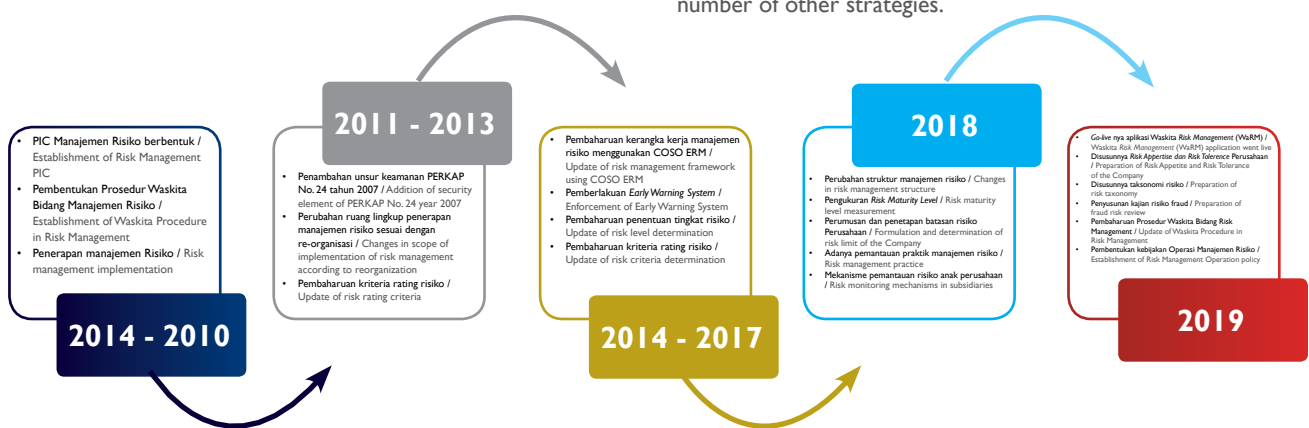 number of other strategies.
• PIC Manajemen Risiko berbentuk /
Establishment of Risk Management
PIC
• Pembentukan Prosedur Waskita
Bidang Manajemen Risiko /
Establishment of Waskita Procedure
in Risk Management
• Penerapan manajemen Risiko / Risk
management implementation
2014 - 2010
2011 - 2013
• Penambahan unsur keamanan PERKAP
No. 24 tahun 2007 / Addition of security
element of PERKAP No. 24 year 2007
• Perubahan ruang lingkup penerapan
manajemen risiko sesuai dengan
re-organisasi / Changes in scope of
implementation of risk management
according to reorganization
• Pembaharuan kriteria rating risiko /
Update of risk rating criteria
• Pembaharuan kerangka kerja manajemen
risiko menggunakan COSO ERM /
Update of risk management framework
using COSO ERM
• Pemberlakuan Early Warning System /
Enforcement of Early Warning System
• Pembaharuan penentuan tingkat risiko /
Update of risk level determination
• Pembaharuan kriteria rating risiko /
Update of risk criteria determination
2014 - 2017
2018
• Perubahan struktur manajemen risiko / Changes
in risk management structure
• Pengukuran Risk Maturity Level / Risk maturity
level measurement
• Perumusan dan penetapan batasan risiko
Perusahaan / Formulation and determination of
risk limit of the Company
• Adanya pemantauan praktik manajemen risiko /
Risk management practice
• Mekanisme pemantauan risiko anak perusahaan
/ Risk monitoring mechanisms in subsidiaries
• Go-live nya aplikasi Waskita Risk Management (WaRM) /
Waskita Risk Management (WaRM) application went live
• Disusunnya Risk Appertise dan Risk Tolerence Perusahaan
/ Preparation of Risk Appetite and Risk Tolerance
of the Company
• Disusunnya taksonomi risiko / Preparation of
risk taxonomy
• Penyusunan kajian risiko fraud / Preparation of
fraud risk review
• Pembaharuan Prosedur Waskita Bidang Risk
Management / Update of Waskita Procedure in
Risk Management
• Pembentukan kebijakan Operasi Manajemen Risiko /
Establishment of Risk Management Operation policy
2019